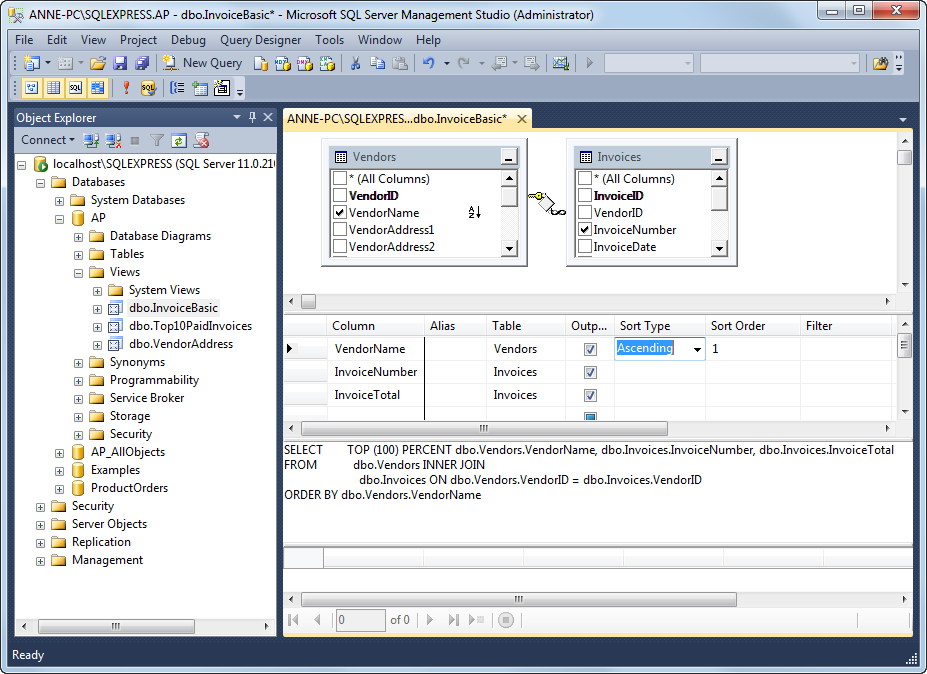 ANNE-PC\SQLEXPRESS.AP - dbo.InvoiceBasic* - Microsoft SQL Server Management Studio (Administrator)
File Edit View Project Debug Query Designer Tools Window Help
New Query
Object Explorer
Connect
localhost\SQLEXPRESS (SQL Server 11.0.210
Databases
System Databases
AP
Database Diagrams
Tables
Views
System Views
dbo.InvoiceBasic
dbo.Top10PaidInvoices
dbo.VendorAddress
Synonyms
Programmability
Service Broker
Storage
Security
AP_AllObjects
Examples
ProductOrders
Security
Server Objects
Replication
Management
ANNE-PC\SQLEXPRES...dbo.InvoiceBasic*
Vendors
* (All Columns)
VendorID
VendorName
VendorAddress1
VendorAddress2
Invoices
* (All Columns)
InvoiceID
VendorID
InvoiceNumber
InvoiceDate
Column Alias Table Outp... Sort Type Sort Order Filter
VendorName Vendors Ascending 1
InvoiceNumber Invoices
InvoiceTotal Invoices
SELECT TOP (100) PERCENT dbo.Vendors.VendorName, dbo.Invoices.InvoiceNumber, dbo.Invoices.InvoiceTotal
FROM dbo.Vendors INNER JOIN
dbo.Invoices ON dbo.Vendors.VendorID = dbo.Invoices.VendorID
ORDER BY dbo.Vendors.VendorName
0 of 0
Ready